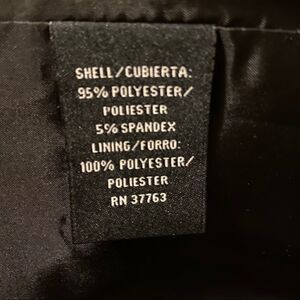 SHELL/CUBIERTA:
95% POLYESTER/
POLIESTER
5% SPANDEX
LINING/FORRO:
100% POLYESTER/
POLIESTER
RN 37763